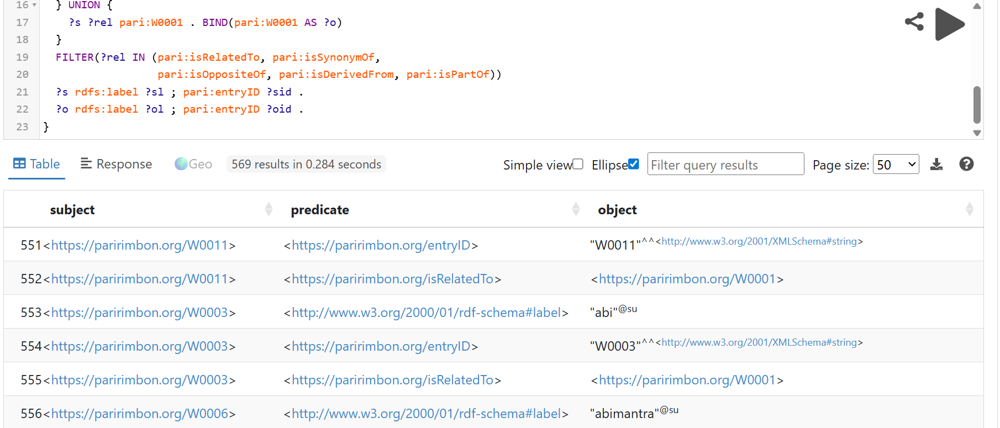 16 } UNION {
17 ?s ?rel pari:W0001 . BIND(pari:W0001 AS ?o)
18 }
19 FILTER(?rel IN (pari:isRelatedTo, pari:isSynonymOf,
20 pari:isOppositeOf, pari:isDerivedFrom, pari:isPartOf))
21 ?s rdfs:label ?sl ; pari:entryID ?sid .
22 ?o rdfs:label ?ol ; pari:entryID ?oid .
23 }
Table Response Geo 569 results in 0.284 seconds Simple view Ellipse Filter query results Page size: 50
subject predicate object
551 <https://paririmbon.org/W0011> <https://paririmbon.org/entryID> "W0011"^^<http://www.w3.org/2001/XMLSchema#string>
552 <https://paririmbon.org/W0011> <https://paririmbon.org/isRelatedTo> <https://paririmbon.org/W0001>
553 <https://paririmbon.org/W0003> <http://www.w3.org/2000/01/rdf-schema#label> "abi"@su
554 <https://paririmbon.org/W0003> <https://paririmbon.org/entryID> "W0003"^^<http://www.w3.org/2001/XMLSchema#string>
555 <https://paririmbon.org/W0003> <https://paririmbon.org/isRelatedTo> <https://paririmbon.org/W0001>
556 <https://paririmbon.org/W0006> <http://www.w3.org/2000/01/rdf-schema#label> "abimantra"@su